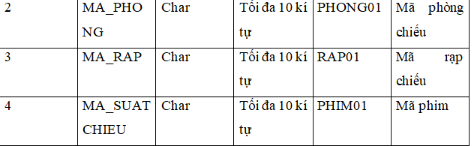 2 MA_PHO Char Tối đa 10 kí PHONG01 Mã phòng
NG tự chiếu
3 MA_RAP Char Tối đa 10 kí RAP01 Mã rạp
tự chiếu
4 MA_SUAT Char Tối đa 10 kí PHIM01 Mã phim
CHIEU tự